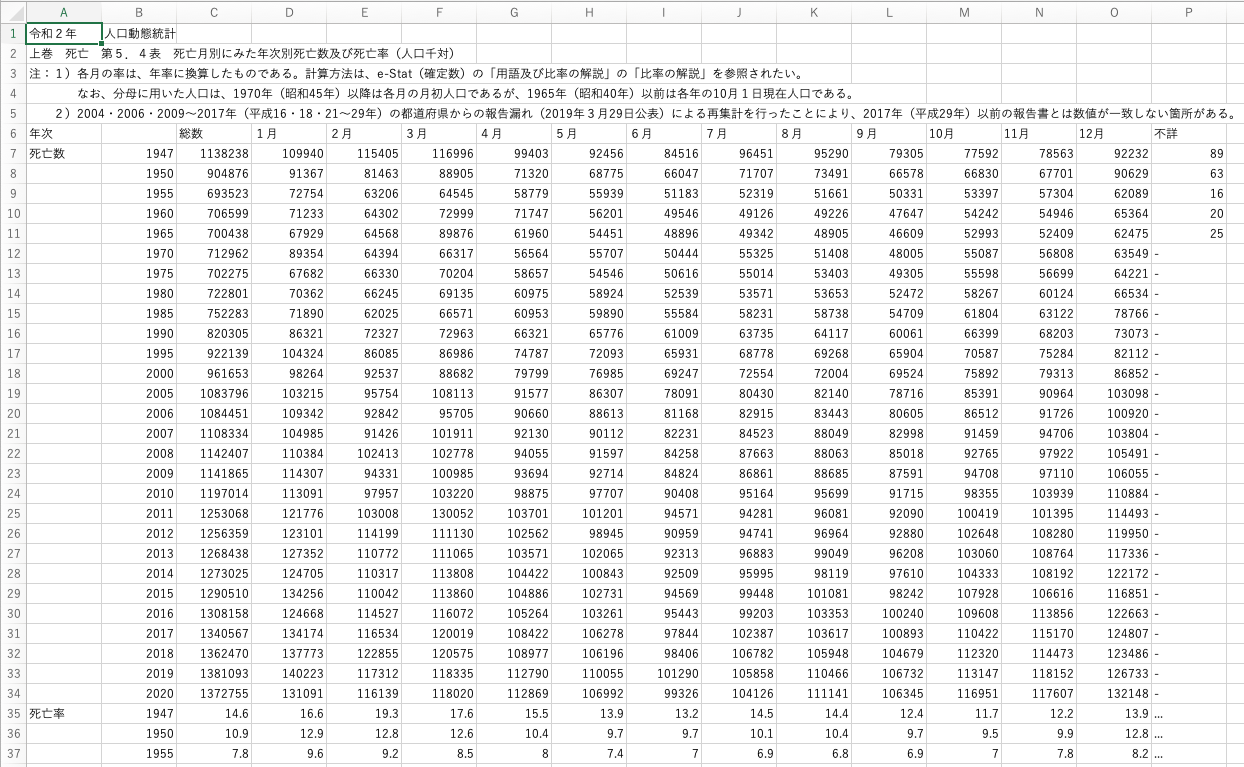 A B C D E F G H I J K L M N O P
1 令和２年 人口動態統計
2 上巻　死亡　第５．４表　死亡月別にみた年次別死亡数及び死亡率（人口千対）
3 注：１）各月の率は、年率に換算したものである。計算方法は、e-Stat（確定数）の「用語及び比率の解説」の「比率の解説」を参照されたい。
4 なお、分母に用いた人口は、1970年（昭和45年）以降は各月の月初人口であるが、1965年（昭和40年）以前は各年の10月１日現在人口である。
5 ２）2004・2006・2009～2017年（平成16・18・21～29年）の都道府県からの報告漏れ（2019年３月29日公表）による再集計を行ったことにより、2017年（平成29年）以前の報告書とは数値が一致しない箇所がある。
6 年次 総数 １月 ２月 ３月 ４月 ５月 ６月 ７月 ８月 ９月 10月 11月 12月 不詳
7 死亡数 1947 1138238 109940 115405 116996 99403 92456 84516 96451 95290 79305 77592 78563 92232 89
8 1950 904876 91367 81463 88905 71320 68775 66047 71707 73491 66578 66830 67701 90629 63
9 1955 693523 72754 63206 64545 58779 55939 51183 52319 51661 50331 53397 57304 62089 16
10 1960 706599 71233 64302 72999 71747 56201 49546 49126 49226 47647 54242 54946 65364 20
11 1965 700438 67929 64568 89876 61960 54451 48896 49342 48905 46609 52993 52409 62475 25
12 1970 712962 89354 64394 66317 56564 55707 50444 55325 51408 48005 55087 56808 63549 -
13 1975 702275 67682 66330 70204 58657 54546 50616 55014 53403 49305 55598 56699 64221 -
14 1980 722801 70362 66245 69135 60975 58924 52539 53571 53653 52472 58267 60124 66534 -
15 1985 752283 71890 62025 66571 60953 59890 55584 58231 58738 54709 61804 63122 78766 -
16 1990 820305 86321 72327 72963 66321 65776 61009 63735 64117 60061 66399 68203 73073 -
17 1995 922139 104324 86085 86986 74787 72093 65931 68778 69268 65904 70587 75284 82112 -
18 2000 961653 98264 92537 88682 79799 76985 69247 72554 72004 69524 75892 79313 86852 -
19 2005 1083796 103215 95754 108113 91577 86307 78091 80430 82140 78716 85391 90964 103098 -
20 2006 1084451 109342 92842 95705 90660 88613 81168 82915 83443 80605 86512 91726 100920 -
21 2007 1108334 104985 91426 101911 92130 90112 82231 84523 88049 82998 91459 94706 103804 -
22 2008 1142407 110384 102413 102778 94055 91597 84258 87663 88063 85018 92765 97922 105491 -
23 2009 1141865 114307 94331 100985 93694 92714 84824 86861 88685 87591 94708 97110 106055 -
24 2010 1197014 113091 97957 103220 98875 97707 90408 95164 95699 91715 98355 103939 110884 -
25 2011 1253068 121776 103008 130052 103701 101201 94571 94281 96081 92090 100419 101395 114493 -
26 2012 1256359 123101 114199 111130 102562 98945 90959 94741 96964 92880 102648 108280 119950 -
27 2013 1268438 127352 110772 111065 103571 102065 92313 96883 99049 96208 103060 108764 117336 -
28 2014 1273025 124705 110317 113808 104422 100843 92509 95995 98119 97610 104333 108192 122172 -
29 2015 1290510 134256 110042 113860 104886 102731 94569 99448 101081 98242 107928 106616 116851 -
30 2016 1308158 124668 114527 116072 105264 103261 95443 99203 103353 100240 109608 113856 122663 -
31 2017 1340567 134174 116534 120019 108422 106278 97844 102387 103617 100893 110422 115170 124807 -
32 2018 1362470 137773 122855 120575 108977 106196 98406 106782 105948 104679 112320 114473 123486 -
33 2019 1381093 140223 117312 118335 112790 110055 101290 105858 110466 106732 113147 118152 126733 -
34 2020 1372755 131091 116139 118020 112869 106992 99326 104126 111141 106345 116951 117607 132148 -
35 死亡率 1947 14.6 16.6 19.3 17.6 15.5 13.9 13.2 14.5 14.4 12.4 11.7 12.2 13.9 ...
36 1950 10.9 12.9 12.8 12.6 10.4 9.7 9.7 10.1 10.4 9.7 9.5 9.9 12.8 ...
37 1955 7.8 9.6 9.2 8.5 8 7.4 7 6.9 6.8 6.9 7 7.8 8.2 ...